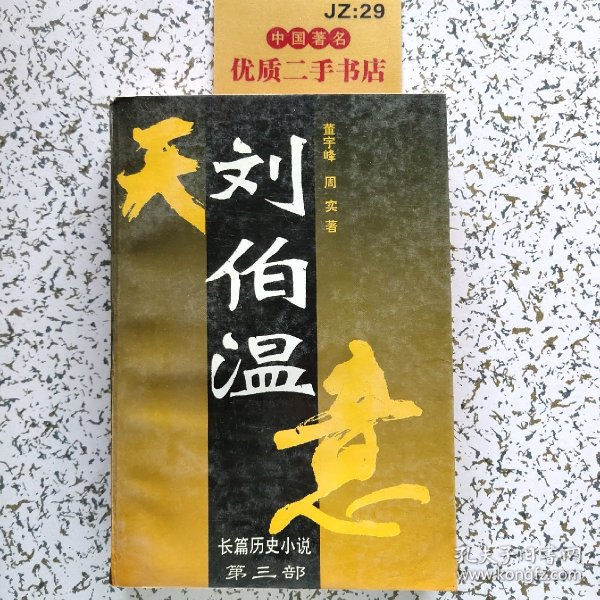 JZ:29
中国著名
优质二手书店
天意
刘伯温
董宇峰 周实 著
长篇历史小说
第三部
孔夫子旧书网
kongfz.com